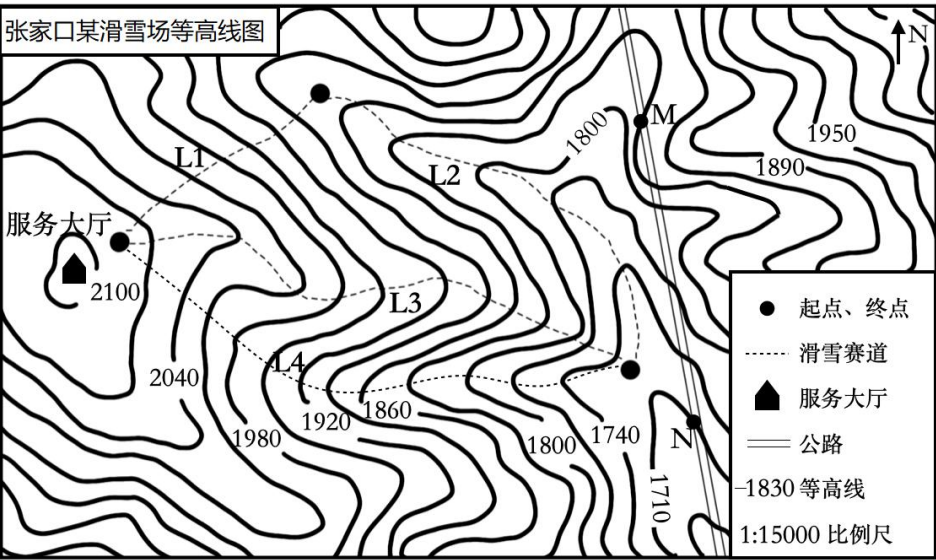 张家口某滑雪场等高线图
N
M
1800
1950
1890
L1
L2
服务大厅
2100
L3
起点、终点
滑雪赛道
L4
2040
服务大厅
1920
1860
1980
1800
1740
N
公路
1710
1830 等高线
1:15000 比例尺